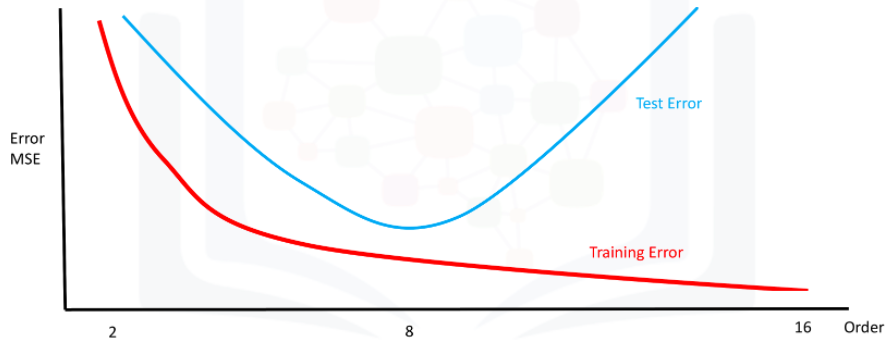 Test Error
Error
MSE
Training Error
2
8
16
Order